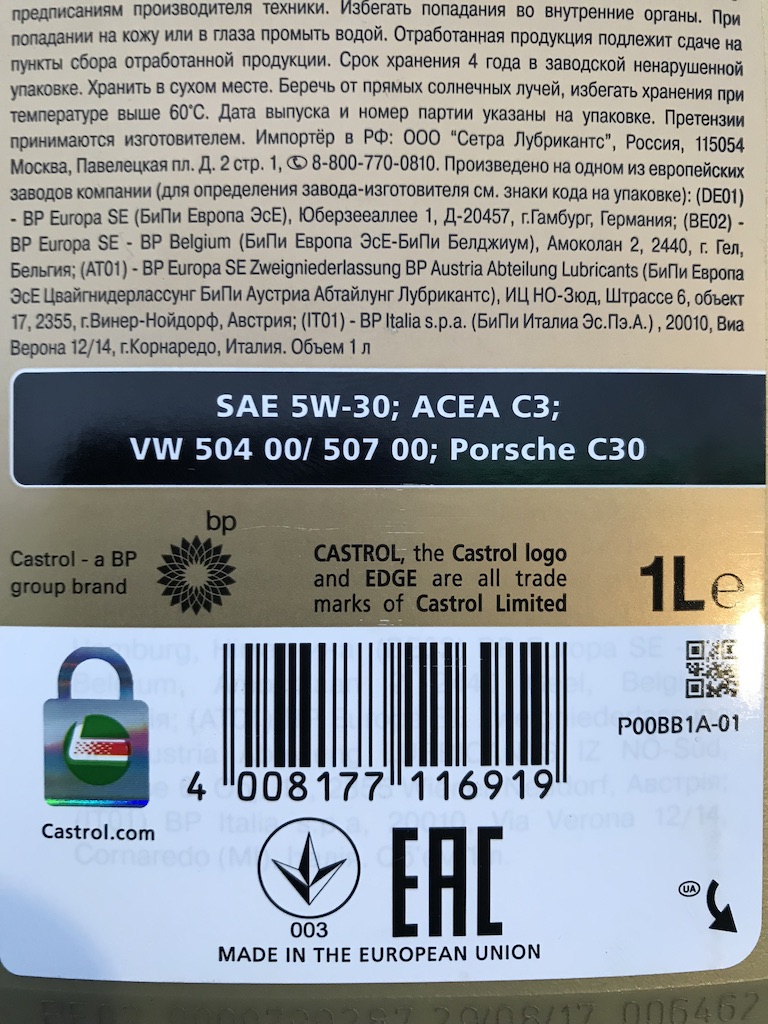 предписаниям производителя техники. Избегать попадания во внутренние органы. При
попадании на кожу или в глаза промыть водой. Отработанная продукция подлежит сдаче на
пункты сбора отработанной продукции. Срок хранения 4 года в заводской ненарушенной
упаковке. Хранить в сухом месте. Беречь от прямых солнечных лучей, избегать хранения при
температуре выше 60°С. Дата выпуска и номер партии указаны на упаковке. Претензии
принимаются изготовителем. Импортёр в РФ: ООО "Сетра Лубрикантс", Россия, 115054
Москва, Павелецкая пл. Д. 2 стр. 1, ✆ 8-800-770-0810. Произведено на одном из европейских
заводов компании (для определения завода-изготовителя см. знаки кода на упаковке): (DE01)
- BP Europa SE (БиПи Европа ЭсЕ), Юберзееаллее 1, Д-20457, г.Гамбург, Германия; (BE02) -
BP Europa SE - BP Belgium (БиПи Европа ЭсЕ-БиПи Белджиум), Амоколан 2, 2440, г. Гел,
Бельгия; (AT01) - BP Europa SE Zweigniederlassung BP Austria Abteilung Lubricants (БиПи Европа
ЭсЕ Цвайгнидерлассунг БиПи Аустриа Абтайлунг Лубрикантс), ИЦ НО-Зюд, Штрассе 6, объект
17, 2355, г.Винер-Нойдорф, Австрия; (IT01) - BP Italia s.p.a. (БиПи Италиа Эс.Пэ.А.) , 20010, Виа
Верона 12/14, г.Корнаредо, Италия. Объем 1 л
SAE 5W-30; ACEA C3;
VW 504 00/ 507 00; Porsche C30
bp
Castrol - a BP
group brand
CASTROL, the Castrol logo
and EDGE are all trade
marks of Castrol Limited
1L e
P00BB1A-01
4 008177 116919
Castrol.com
003
EAC
UA
MADE IN THE EUROPEAN UNION
29/08/17 006462